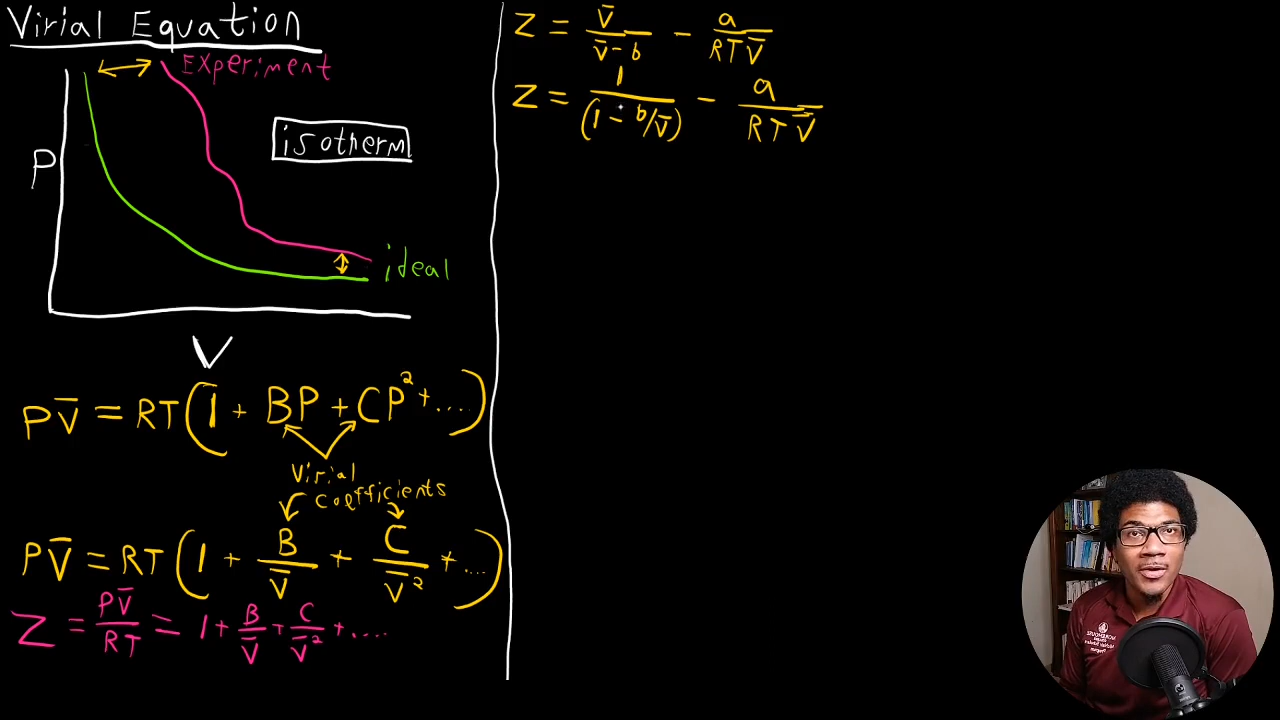 Virial Equation
Experiment
isotherm
P
ideal
V
PV̅ = RT(1 + BP + CP² + ....)
Virial
Coefficients
PV̅ = RT(1 + B/V̅ + C/V̅² + ....)
Z = PV̅/RT = 1 + B/V̅ + C/V̅² + ....
Z = V̅/(V̅ - b) - a/(RTV̅)
Z = 1/(1 - b/V̅) - a/(RTV̅)